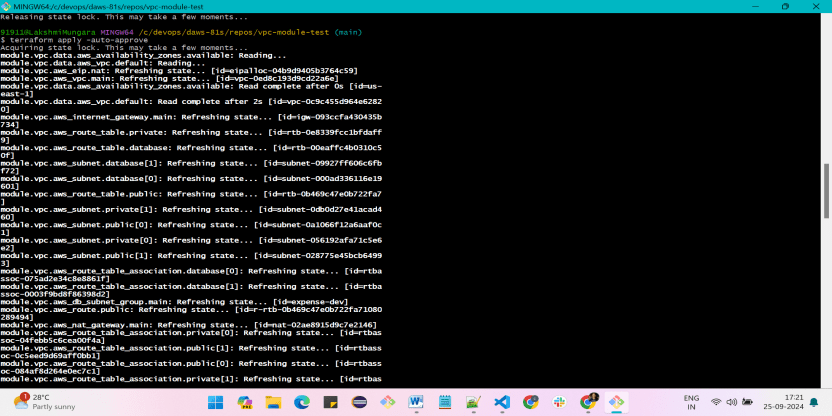 MINGW64:/c/devops/daws-81s/repos/vpc-module-test
Releasing state lock. This may take a few moments...
91911@LakshmiMungara MINGW64 /c/devops/daws-81s/repos/vpc-module-test (main)
$ terraform apply -auto-approve
Acquiring state lock. This may take a few moments...
module.vpc.data.aws_availability_zones.available: Reading...
module.vpc.data.aws_vpc.default: Reading...
module.vpc.aws_eip.nat: Refreshing state... [id=eipalloc-04b9d9405b3764c59]
module.vpc.aws_vpc.main: Refreshing state... [id=vpc-0ed8c193d9cd22a6e]
module.vpc.data.aws_availability_zones.available: Read complete after 0s [id=us-
east-1]
module.vpc.data.aws_vpc.default: Read complete after 2s [id=vpc-0c9c455d964e6282
0]
module.vpc.aws_internet_gateway.main: Refreshing state... [id=igw-093ccfa430435b
734]
module.vpc.aws_route_table.private: Refreshing state... [id=rtb-0e8339fcc1bfdaff
9]
module.vpc.aws_route_table.database: Refreshing state... [id=rtb-00eaffc4b0310c5
0f]
module.vpc.aws_subnet.database[1]: Refreshing state... [id=subnet-09927ff606c6fb
f72]
module.vpc.aws_subnet.database[0]: Refreshing state... [id=subnet-000ad336116e19
601]
module.vpc.aws_route_table.public: Refreshing state... [id=rtb-0b469c47e0b722fa7
]
module.vpc.aws_subnet.private[1]: Refreshing state... [id=subnet-0db0d27e41acad4
60]
module.vpc.aws_subnet.public[0]: Refreshing state... [id=subnet-0a1066f12a6aaf0c
1]
module.vpc.aws_subnet.private[0]: Refreshing state... [id=subnet-056192afa71c5e6
e2]
module.vpc.aws_subnet.public[1]: Refreshing state... [id=subnet-028775e45bcb6499
3]
module.vpc.aws_route_table_association.database[0]: Refreshing state... [id=rtba
ssoc-075ad2e34c8e8861f]
module.vpc.aws_route_table_association.database[1]: Refreshing state... [id=rtba
ssoc-0003f9bd8f86398d2]
module.vpc.aws_db_subnet_group.main: Refreshing state... [id=expense-dev]
module.vpc.aws_route.public: Refreshing state... [id=r-rtb-0b469c47e0b722fa71080
289494]
module.vpc.aws_nat_gateway.main: Refreshing state... [id=nat-02ae8915d9c7e2146]
module.vpc.aws_route_table_association.private[0]: Refreshing state... [id=rtbas
soc-04febb5c6cea00f4a]
module.vpc.aws_route_table_association.public[1]: Refreshing state... [id=rtbass
oc-0c5eed9d69aff0bb1]
module.vpc.aws_route_table_association.public[0]: Refreshing state... [id=rtbass
oc-084af8d264e0ec7c1]
module.vpc.aws_route_table_association.private[1]: Refreshing state... [id=rtbas
1
28°C
Partly sunny
ENG
IN
17:21
25-09-2024